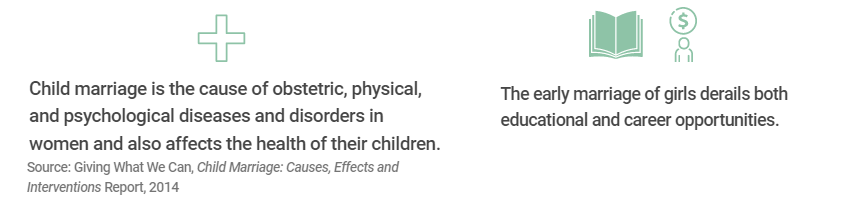 Child marriage is the cause of obstetric, physical,
and psychological diseases and disorders in
women and also affects the health of their children.
Source: Giving What We Can, Child Marriage: Causes, Effects and
Interventions Report, 2014
$
The early marriage of girls derails both
educational and career opportunities.